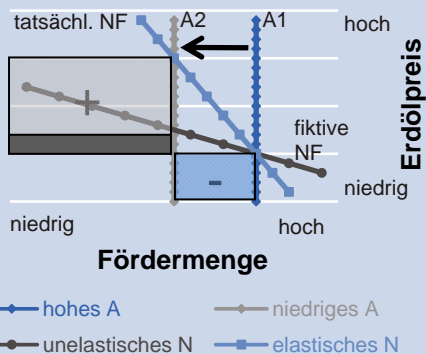 tatsächl. NF
A2
A1
hoch
+
fiktive
NF
-
niedrig
Erdölpreis
niedrig
hoch
Fördermenge
hohes A
niedriges A
unelastisches N
elastisches N